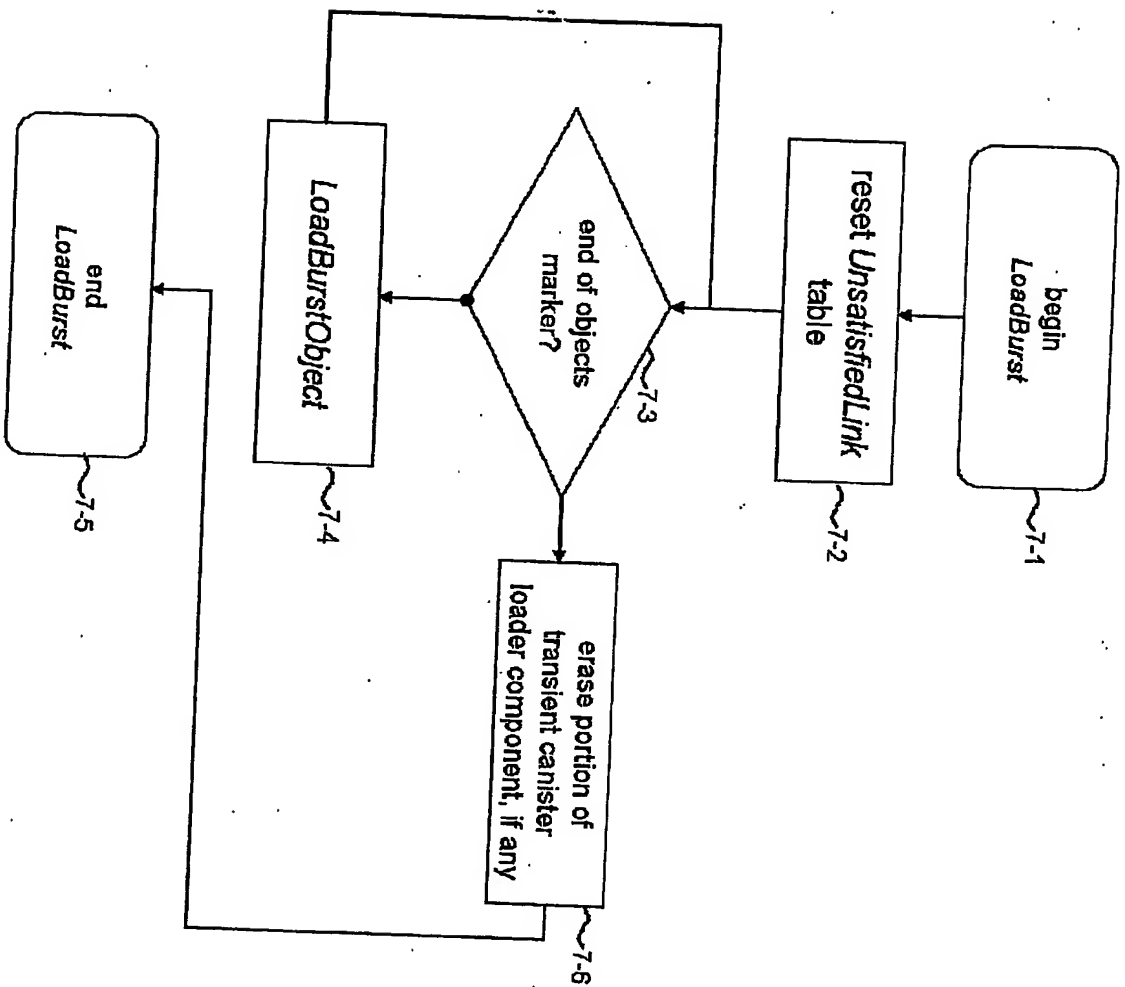 begin
LoadBurst
7-1
reset UnsatisfiedLink
table
7-2
end of objects
marker?
7-3
LoadBurstObject
7-4
erase portion of
transient canister
loader component, if any
7-6
end
LoadBurst
7-5